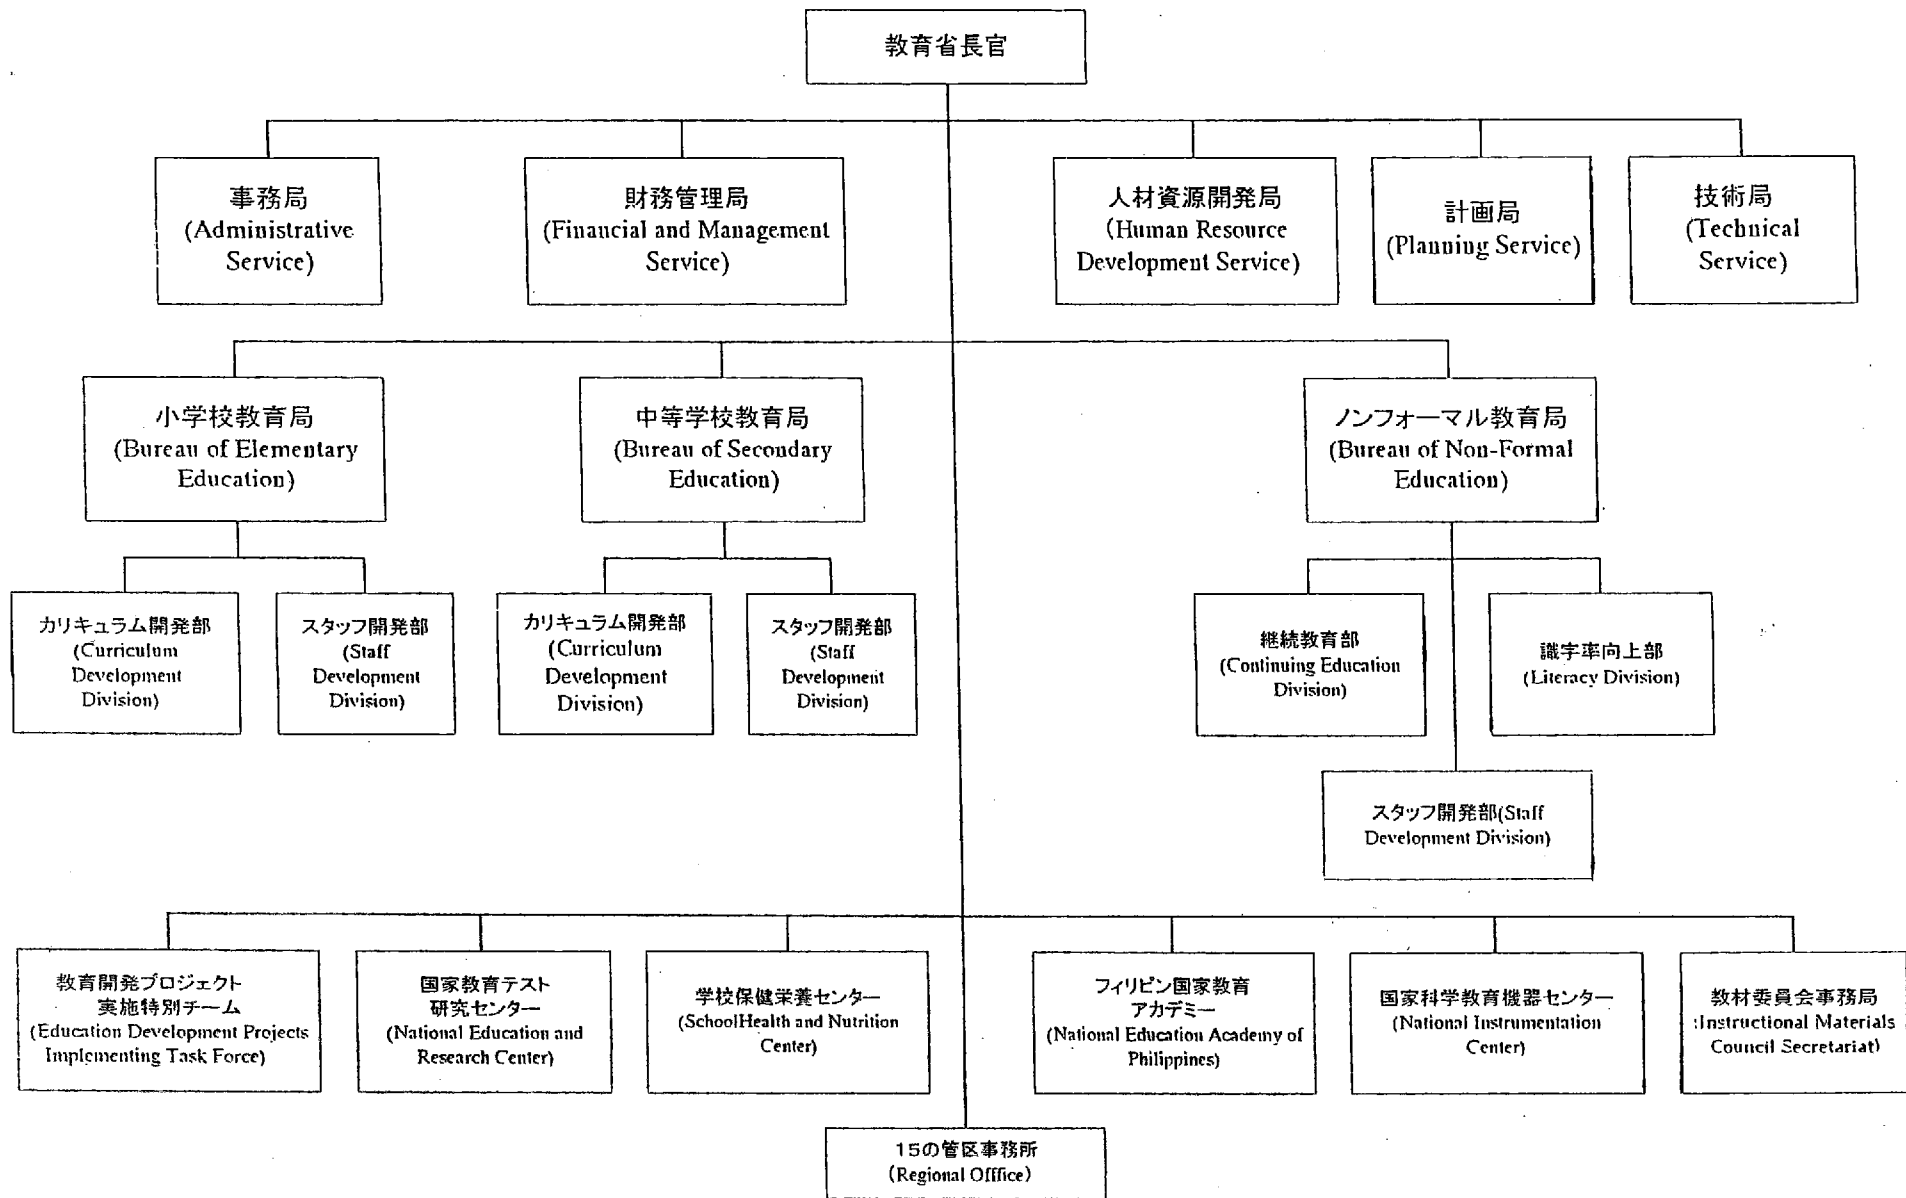 教育省長官
事務局
(Administrative
Service)
財務管理局
(Financial and Management
Service)
人材資源開発局
(Human Resource
Development Service)
計画局
(Planning Service)
技術局
(Technical
Service)
小学校教育局
(Bureau of Elementary
Education)
中等学校教育局
(Bureau of Secondary
Education)
ノンフォーマル教育局
(Bureau of Non-Formal
Education)
カリキュラム開発部
(Curriculum
Development
Division)
スタッフ開発部
(Staff
Development
Division)
カリキュラム開発部
(Curriculum
Development
Division)
スタッフ開発部
(Staff
Development
Division)
継続教育部
(Continuing Education
Division)
識字率向上部
(Literacy Division)
スタッフ開発部(Staff
Development Division)
教育開発プロジェクト
実施特別チーム
(Education Development Projects
Implementing Task Force)
国家教育テスト
研究センター
(National Education and
Research Center)
学校保健栄養センター
(SchoolHealth and Nutrition
Center)
フィリピン国家教育
アカデミー
(National Education Academy of
Philippines)
国家科学教育機器センター
(National Instrumentation
Center)
教材委員会事務局
(Instructional Materials
Council Secretariat)
15の管区事務所
(Regional Offfice)